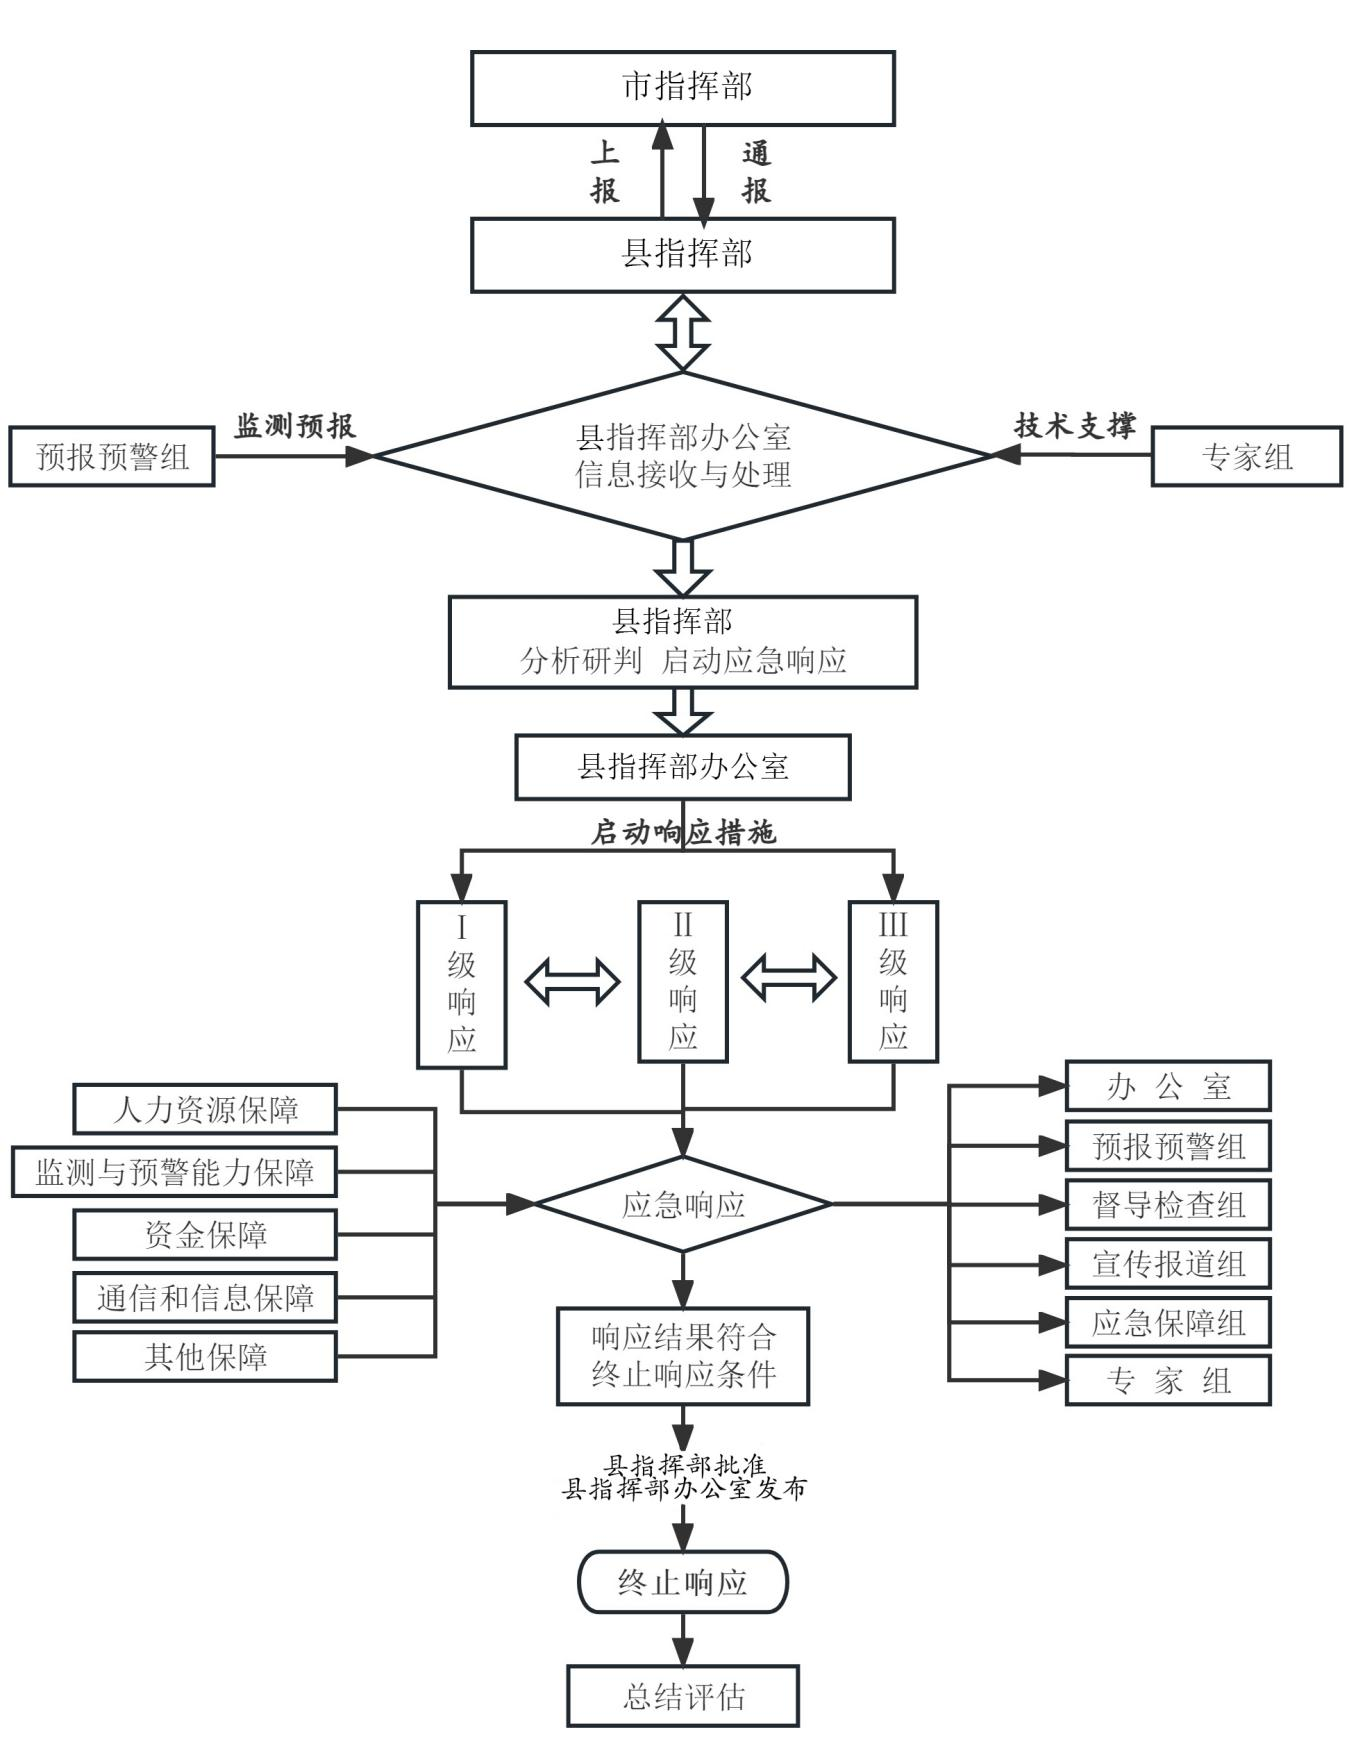 市指挥部
上报
通报
县指挥部
监测预报
技术支撑
预报预警组
县指挥部办公室
信息接收与处理
专家组
县指挥部
分析研判 启动应急响应
县指挥部办公室
启动响应措施
Ⅰ级响应
Ⅱ级响应
Ⅲ级响应
人力资源保障
监测与预警能力保障
资金保障
通信和信息保障
其他保障
应急响应
办 公 室
预报预警组
督导检查组
宣传报道组
应急保障组
专 家 组
响应结果符合
终止响应条件
县指挥部批准
县指挥部办公室发布
终止响应
总结评估